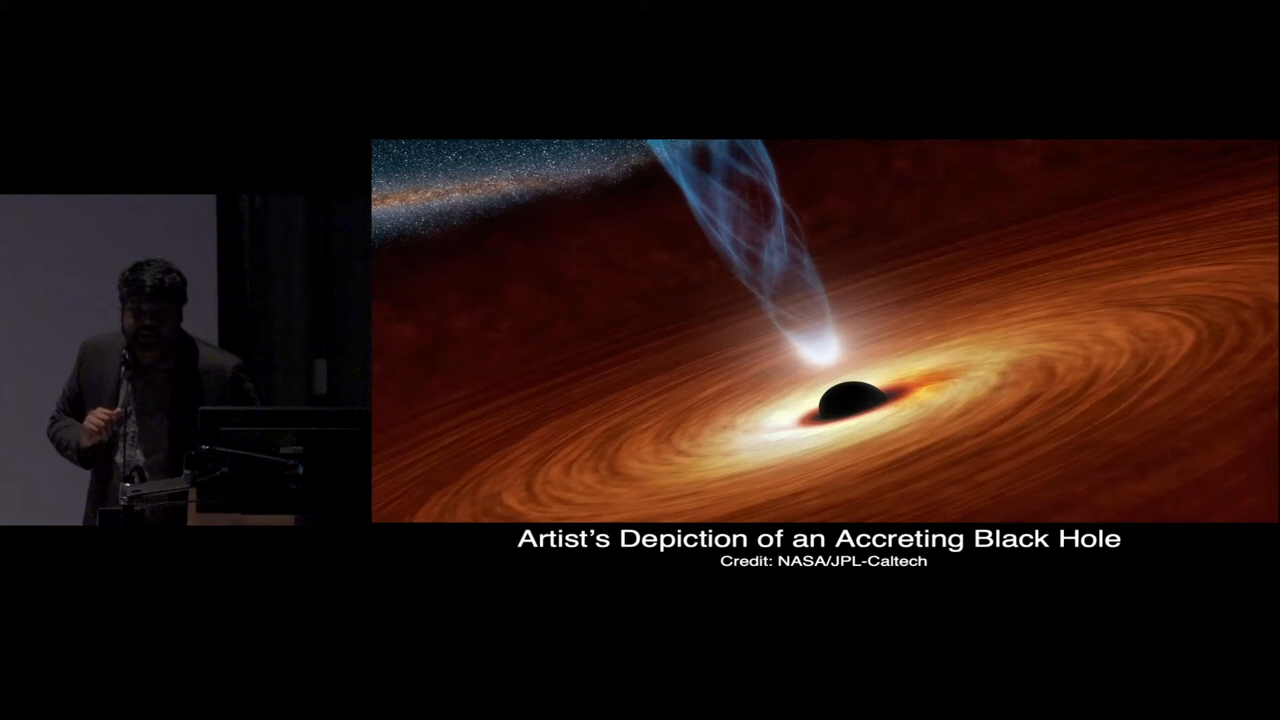 Artist's Depiction of an Accreting Black Hole
Credit: NASA/JPL-Caltech